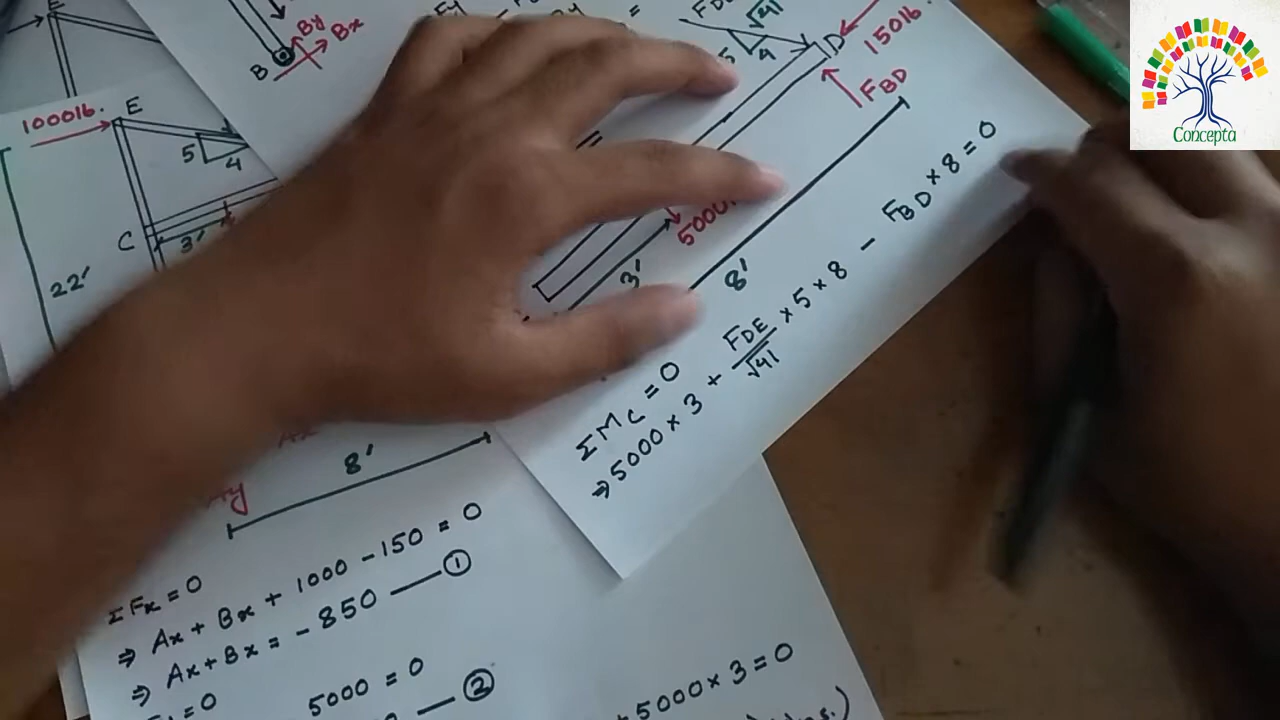 E
By
Bx
B
√41
5 4
D
150lb.
FBD
1000lb.
E
5
4
C
3'
22'
3'
8'
ΣMc = 0
⇒ 5000 × 3 + FDE/√41 × 5 × 8 − FBD × 8 = 0
8'
ΣFx = 0
⇒ Ax + Bx + 1000 − 150 = 0
⇒ Ax + Bx = − 850 — ①
5000 = 0
— ②
5000 × 3 = 0
Concepta